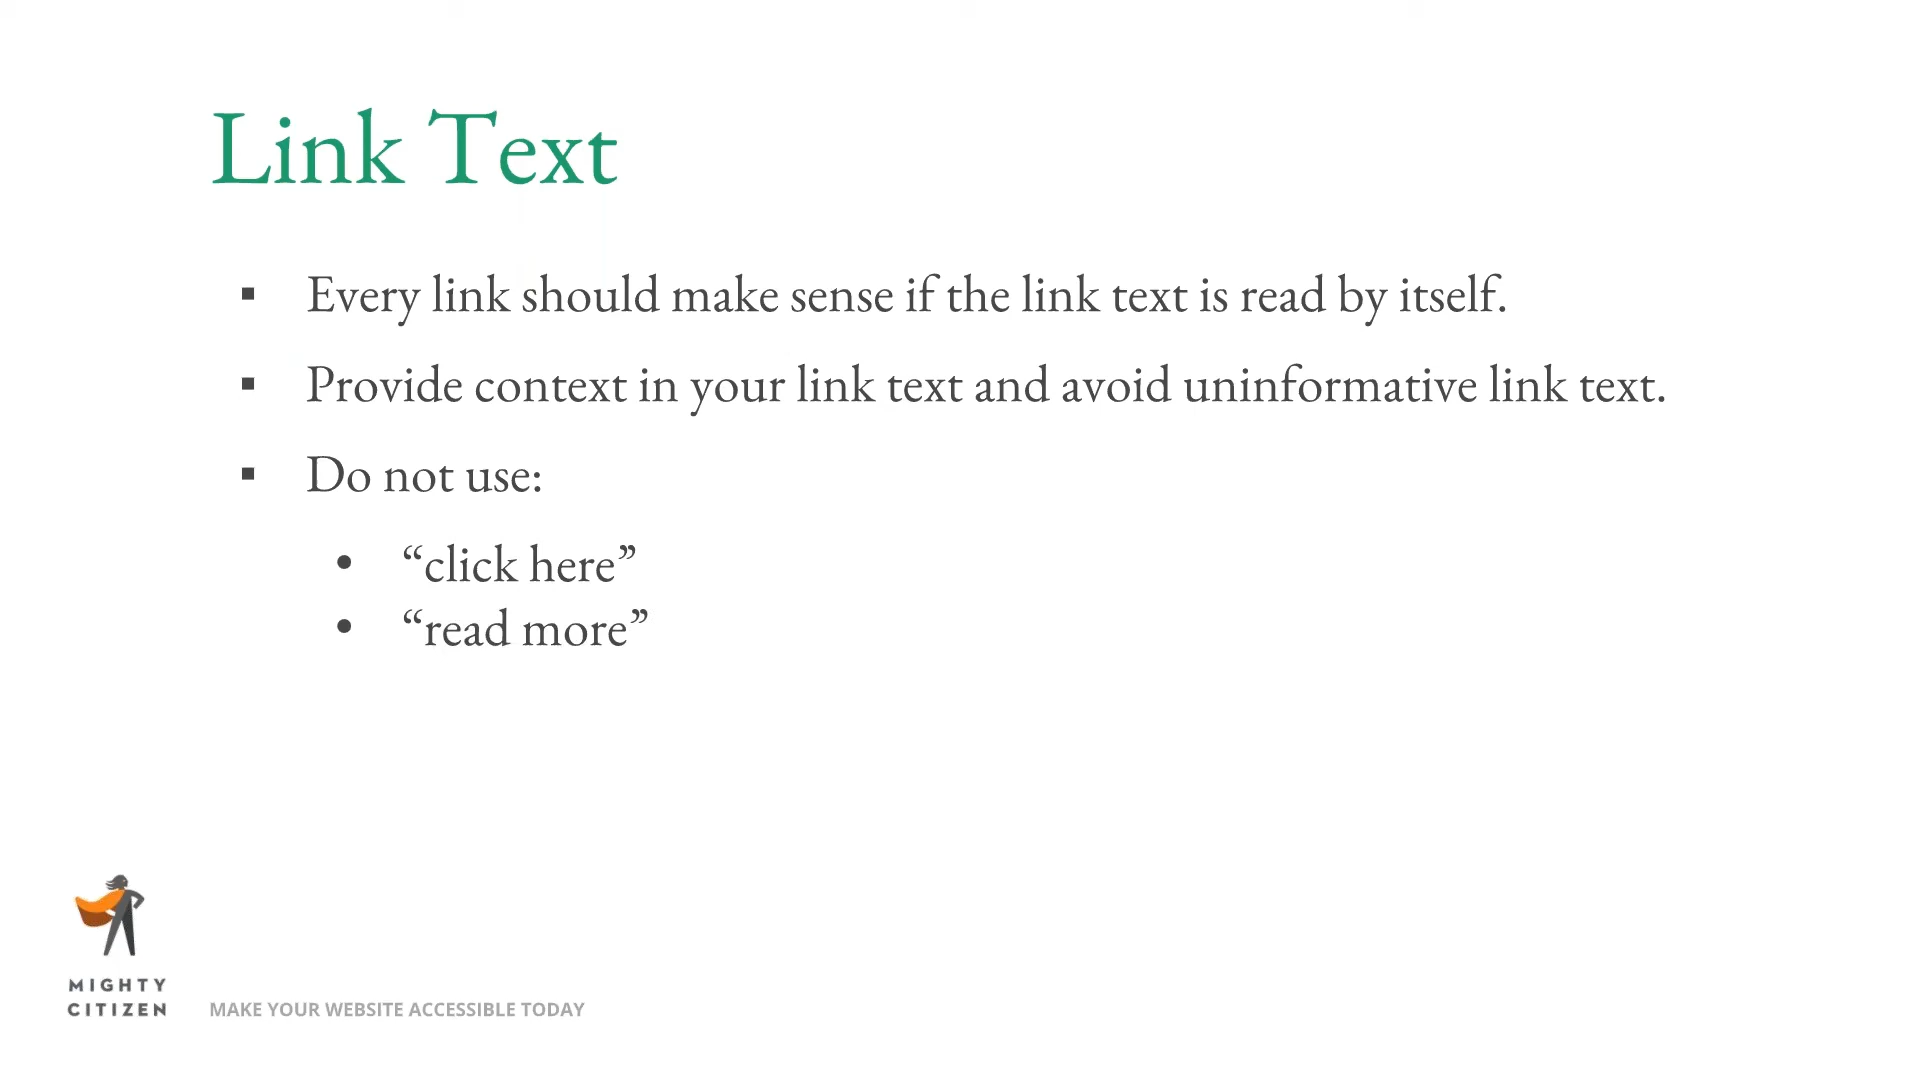 Link Text
▪ Every link should make sense if the link text is read by itself.
▪ Provide context in your link text and avoid uninformative link text.
▪ Do not use:
• “click here”
• “read more”
MIGHTY
CITIZEN
MAKE YOUR WEBSITE ACCESSIBLE TODAY